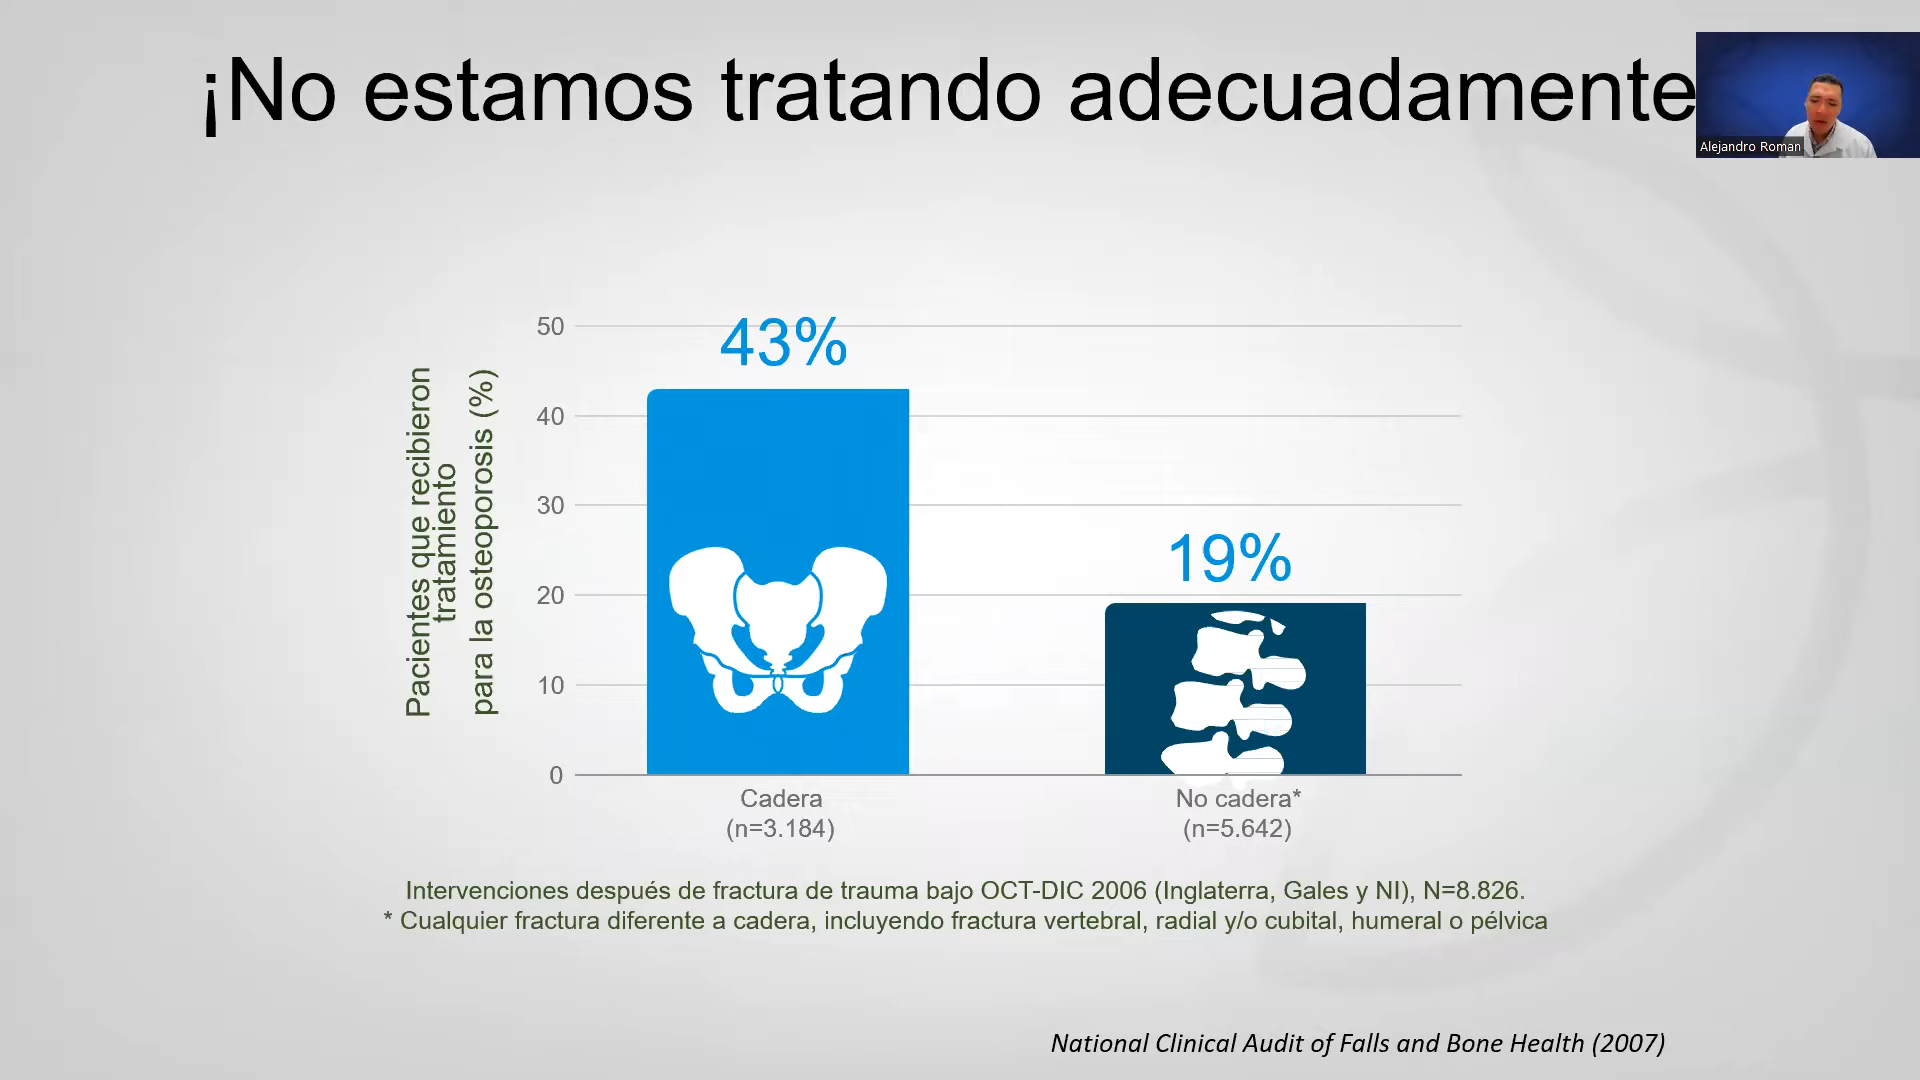 ¡No estamos tratando adecuadamente
Alejandro Roman
Pacientes que recibieron
tratamiento
para la osteoporosis (%)
50
40
30
20
10
0
43%
19%
Cadera
(n=3.184)
No cadera*
(n=5.642)
Intervenciones después de fractura de trauma bajo OCT-DIC 2006 (Inglaterra, Gales y NI), N=8.826.
* Cualquier fractura diferente a cadera, incluyendo fractura vertebral, radial y/o cubital, humeral o pélvica
National Clinical Audit of Falls and Bone Health (2007)